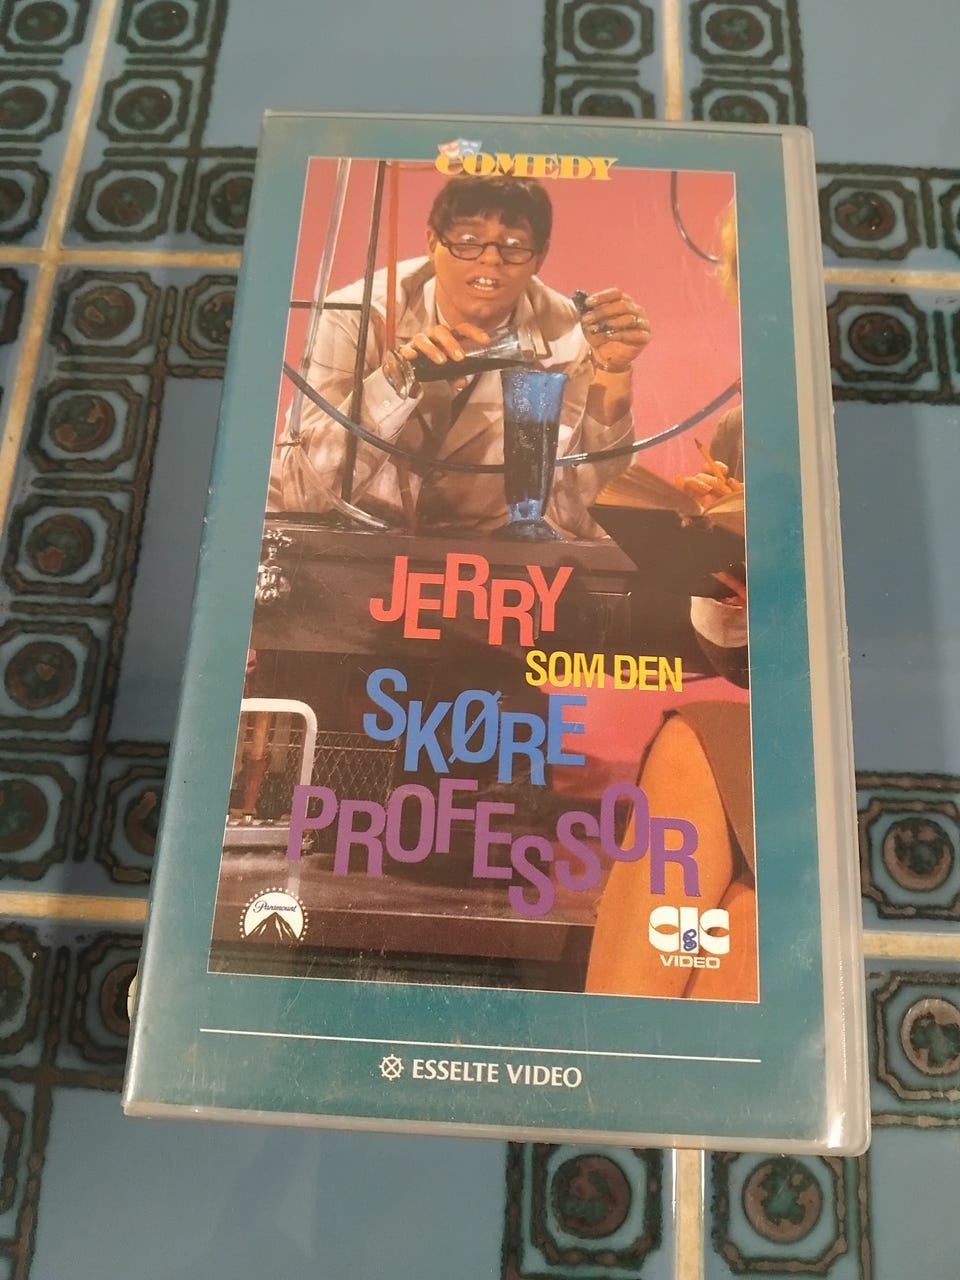 COMEDY
JERRY
SOM DEN
SKØRE
PROFESSOR
Paramount
CIC
VIDEO
ESSELTE VIDEO